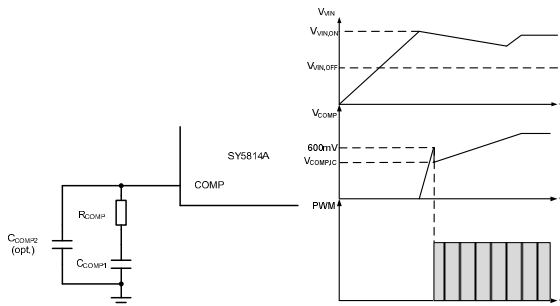 SY5814A
COMP
RCOMP
CCOMP2
(opt.)
CCOMP1
VVIN
VVIN,ON
VVIN,OFF
t
VCOMP
600mV
VCOMP,IC
t
PWM
t